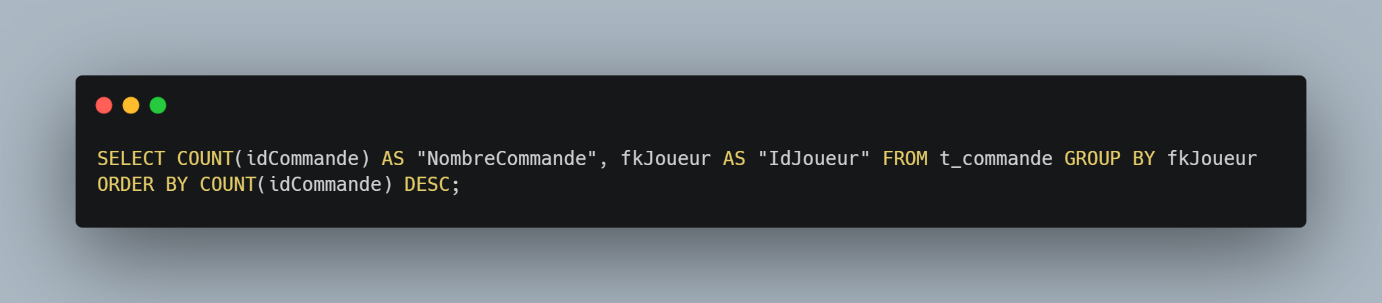 SELECT COUNT(idCommande) AS "NombreCommande", fkJoueur AS "IdJoueur" FROM t_commande GROUP BY fkJoueur
ORDER BY COUNT(idCommande) DESC;